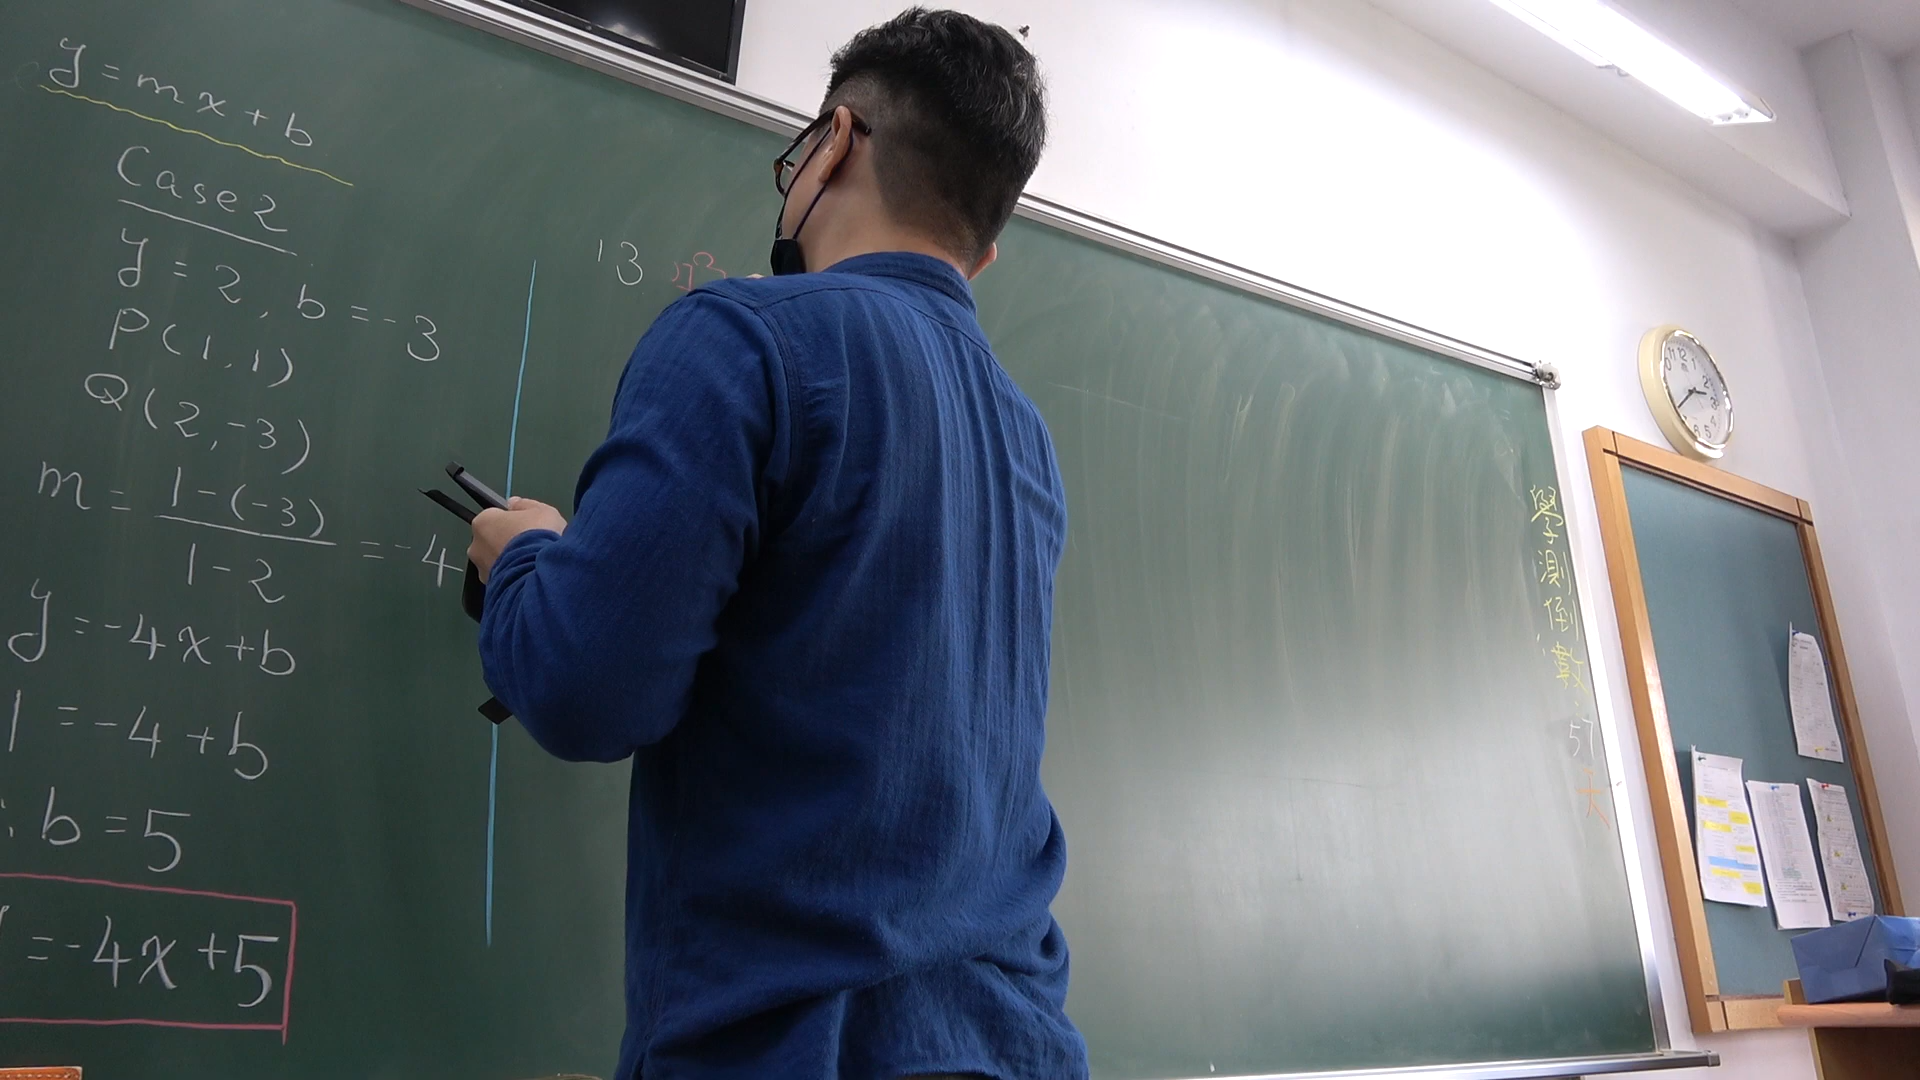 y = mx + b
Case 2
y = 2, b = -3
P(1, 1)
Q(2, -3)
m = \frac{1-(-3)}{1-2} = -4
y = -4x + b
1 = -4 + b
: b = 5
= -4x + 5
13
學測倒數
57
天